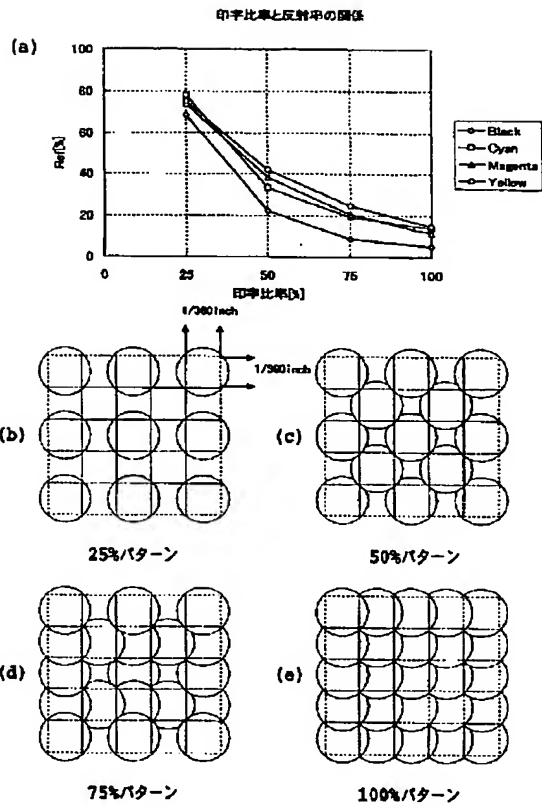 印字比率と反射率の関係
(a)
100
80
60
40
20
0
Ref[%]
0
25
50
75
100
印字比率[%]
Black
Cyan
Magenta
Yellow
1/360inch
1/360inch
(b)
25%パターン
(c)
50%パターン
(d)
75%パターン
(e)
100%パターン